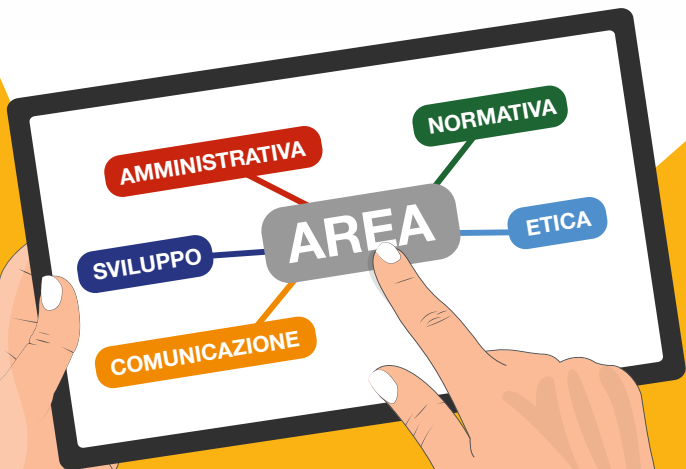 NORMATIVA
AMMINISTRATIVA
AREA
ETICA
SVILUPPO
COMUNICAZIONE